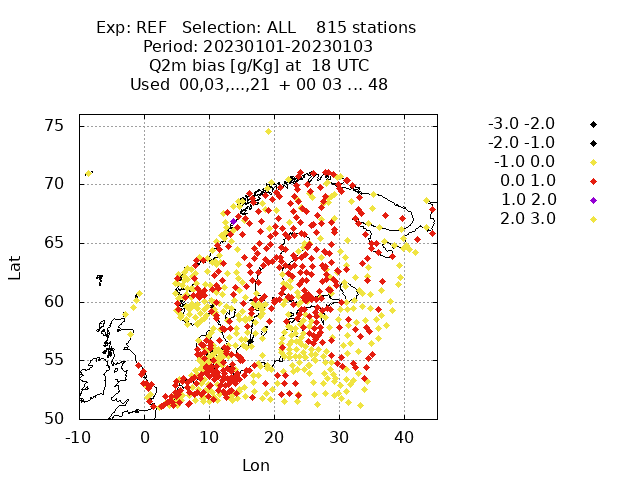 Exp: REF   Selection: ALL    815 stations
Period: 20230101-20230103
Q2m bias [g/Kg] at  18 UTC
Used  00,03,...,21  + 00 03 ... 48
-3.0 -2.0
-2.0 -1.0
-1.0 0.0
0.0 1.0
1.0 2.0
2.0 3.0
75
70
65
60
55
50
Lat
-10 0 10 20 30 40
Lon